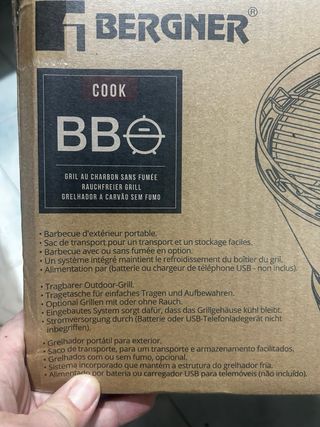 BERGNER®
COOK
BBQ
GRIL AU CHARBON SANS FUMÉE
RAUCHFREIER GRILL
GRELHADOR A CARVÃO SEM FUMO
• Barbecue d'extérieur portable.
• Sac de transport pour un transport et un stockage faciles.
• Barbecue avec ou sans fumée en option.
• Un système intégré maintient le refroidissement du boîtier du gril.
• Alimentation par (batterie ou chargeur de téléphone USB - non inclus).
• Tragbarer Outdoor-Grill.
• Tragetasche für einfaches Tragen und Aufbewahren.
• Optional Grillen mit oder ohne Rauch.
• Eingebautes System sorgt dafür, dass das Grillgehäuse kühl bleibt.
• Stromversorgung durch (Batterie oder USB-Telefonladegerät nicht
inbegriffen).
• Grelhador portátil para exterior.
• Saco de transporte, para transporte e armazenamento facilitados.
• Grelhados com ou sem fumo, opcional.
• Sistema incorporado que mantém a estrutura do grelhador fria.
• Alimentado por bateria ou carregador USB para telemóveis (não incluído).